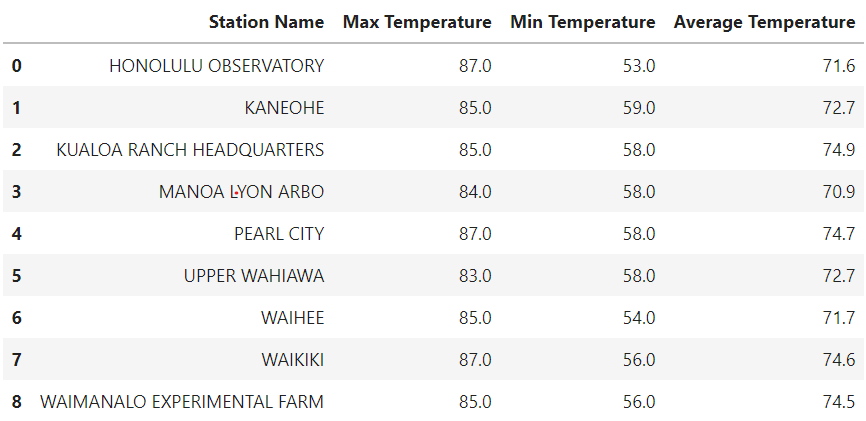 Station Name Max Temperature Min Temperature Average Temperature
0 HONOLULU OBSERVATORY 87.0 53.0 71.6
1 KANEOHE 85.0 59.0 72.7
2 KUALOA RANCH HEADQUARTERS 85.0 58.0 74.9
3 MANOA LYON ARBO 84.0 58.0 70.9
4 PEARL CITY 87.0 58.0 74.7
5 UPPER WAHIAWA 83.0 58.0 72.7
6 WAIHEE 85.0 54.0 71.7
7 WAIKIKI 87.0 56.0 74.6
8 WAIMANALO EXPERIMENTAL FARM 85.0 56.0 74.5